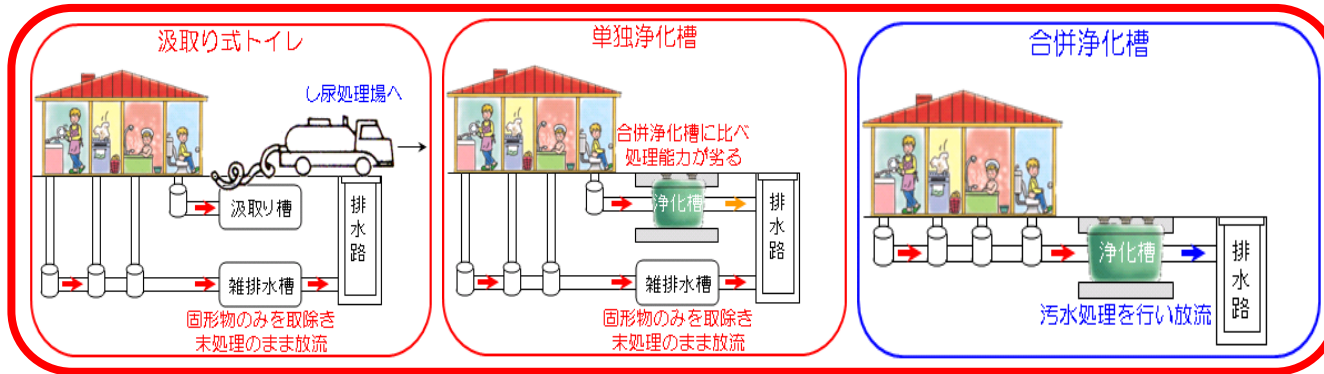 汲取り式トイレ
し尿処理場へ
汲取り槽
排水路
雑排水槽
固形物のみを取除き
末処理のまま放流
単独浄化槽
合併浄化槽に比べ
処理能力が劣る
浄化槽
排水路
雑排水槽
固形物のみを取除き
末処理のまま放流
合併浄化槽
浄化槽
排水路
汚水処理を行い放流